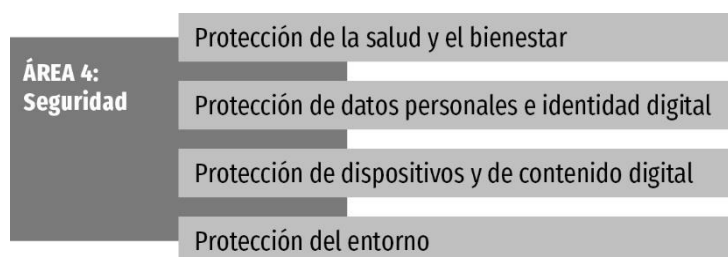 ÁREA 4:
Seguridad
Protección de la salud y el bienestar
Protección de datos personales e identidad digital
Protección de dispositivos y de contenido digital
Protección del entorno